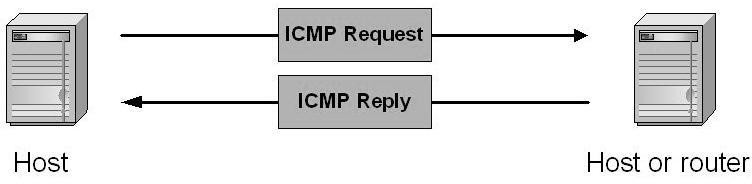 ICMP Request
ICMP Reply
Host
Host or router